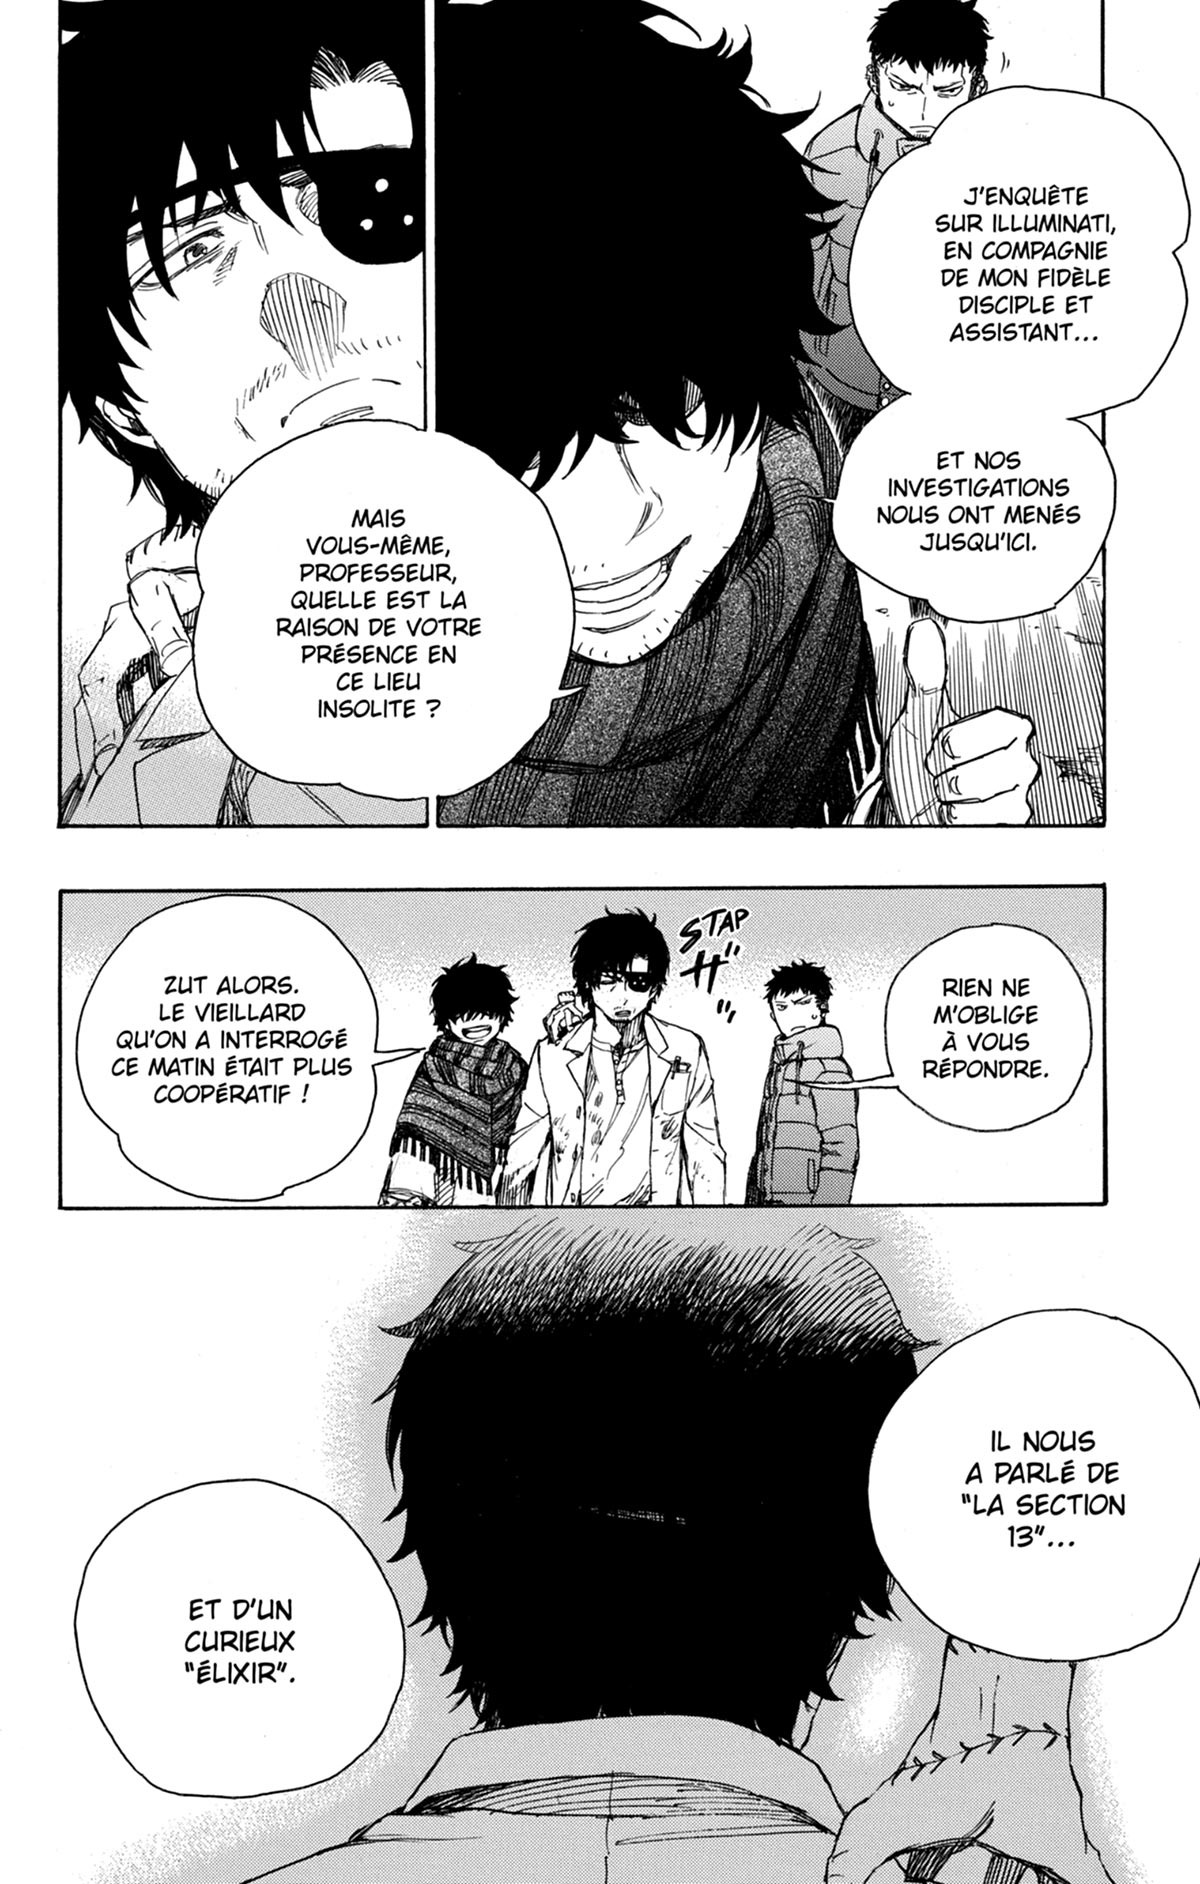 J'ENQUÊTE
SUR ILLUMINATI,
EN COMPAGNIE
DE MON FIDÈLE
DISCIPLE ET
ASSISTANT...
ET NOS
INVESTIGATIONS
NOUS ONT MENÉS
JUSQU'ICI.
MAIS
VOUS-MÊME,
PROFESSEUR,
QUELLE EST LA
RAISON DE VOTRE
PRÉSENCE EN
CE LIEU
INSOLITE ?
RIEN NE
M'OBLIGE
À VOUS
RÉPONDRE.
STAP
ZUT ALORS.
LE VIEILLARD
QU'ON A INTERROGÉ
CE MATIN ÉTAIT PLUS
COOPÉRATIF !
IL NOUS
A PARLÉ DE
"LA SECTION
13"...
ET D'UN
CURIEUX
"ÉLIXIR".